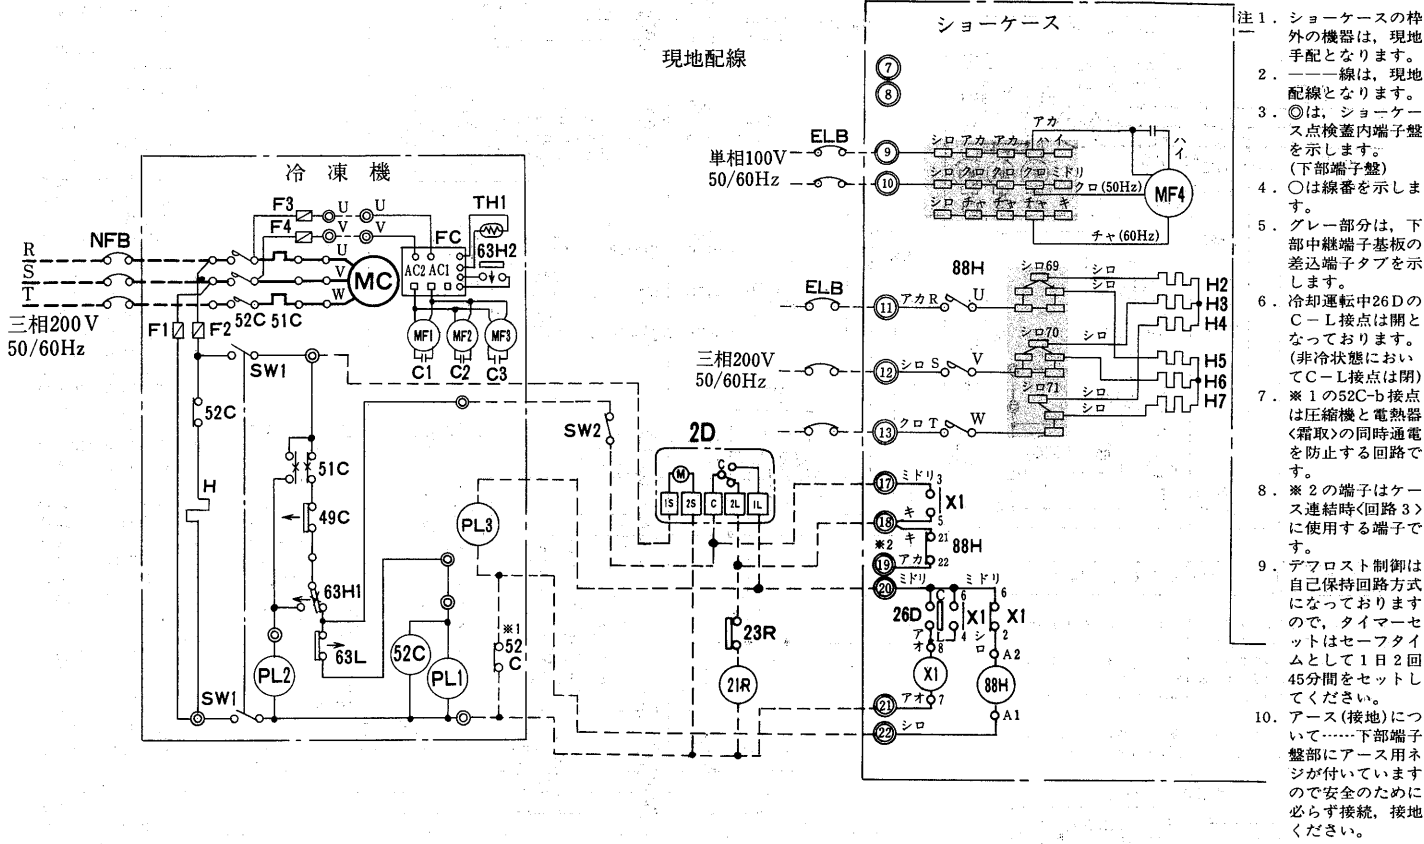 冷凍機
F3
F4
U
U
V
V
TH1
NFB
R
S
T
三相200V
50/60Hz
U
V
W
MC
FC
AC2 AC1
63H2
52C 51C
MF1
MF2
MF3
C1
C2
C3
F1
F2
SW1
52C
H
51C
49C
63H1
63L
PL2
52C
PL1
SW1
PL3
※1
52
C
現地配線
SW2
2D
M
C
1S
2S
C
2L
1L
23R
21R
ショーケース
7
8
ELB
単相100V
50/60Hz
9
10
シロ アカ アカ ハイ
シロ クロ クロ クロ ミドリ
シロ チャ チャ チャ キ
アカ
ハイ
クロ(50Hz)
MF4
チャ(60Hz)
ELB
三相200V
50/60Hz
88H
11 アカ R U
12 シロ S V
13 クロ T W
シロ69
シロ70
シロ71
シロ
シロ
シロ
シロ
シロ
H2
H3
H4
H5
H6
H7
17 ミドリ 3
X1
18 キ 5
※2
キ 21
88H
19 アカ 22
20 ミドリ
ミドリ
26D
C
L
6
X1
4
6
X1
2
アオ
8
シロ
A2
X1
88H
21 アオ 7
A1
22 シロ
注1. ショーケースの枠
外の機器は，現地
手配となります。
2. −−−線は，現地
配線となります。
3. ◎は，ショーケー
ス点検蓋内端子盤
を示します。
(下部端子盤)
4. ○は線番を示しま
す。
5. グレー部分は，下
部中継端子基板の
差込端子タブを示
します。
6. 冷却運転中26Dの
C−L接点は開と
なっております。
(非冷状態におい
てC−L接点は閉)
7. ※1の52C-b接点
は圧縮機と電熱器
<霜取>の同時通電
を防止する回路で
す。
8. ※2の端子はケー
ス連結時<回路3>
に使用する端子で
す。
9. デフロスト制御は
自己保持回路方式
になっております
ので，タイマーセ
ットはセーフタイ
ムとして1日2回
45分間をセットし
てください。
10. アース(接地)につ
いて……下部端子
盤部にアース用ネ
ジが付いています
ので安全のために
必らず接続，接地
ください。